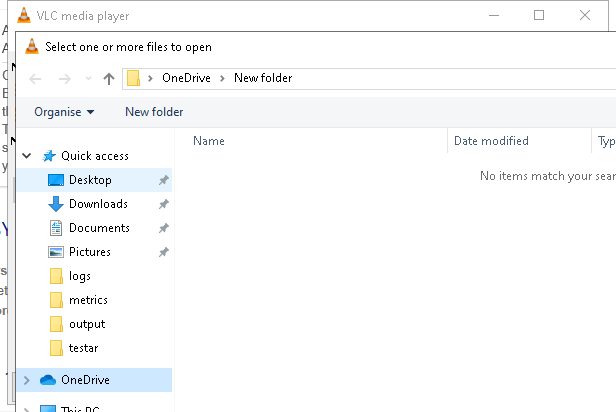 VLC media player
Select one or more files to open
OneDrive
New folder
Organise
New folder
Name
Date modified
Typ
No items match your sear
Quick access
Desktop
Downloads
Documents
Pictures
logs
metrics
output
testar
OneDrive
This PC